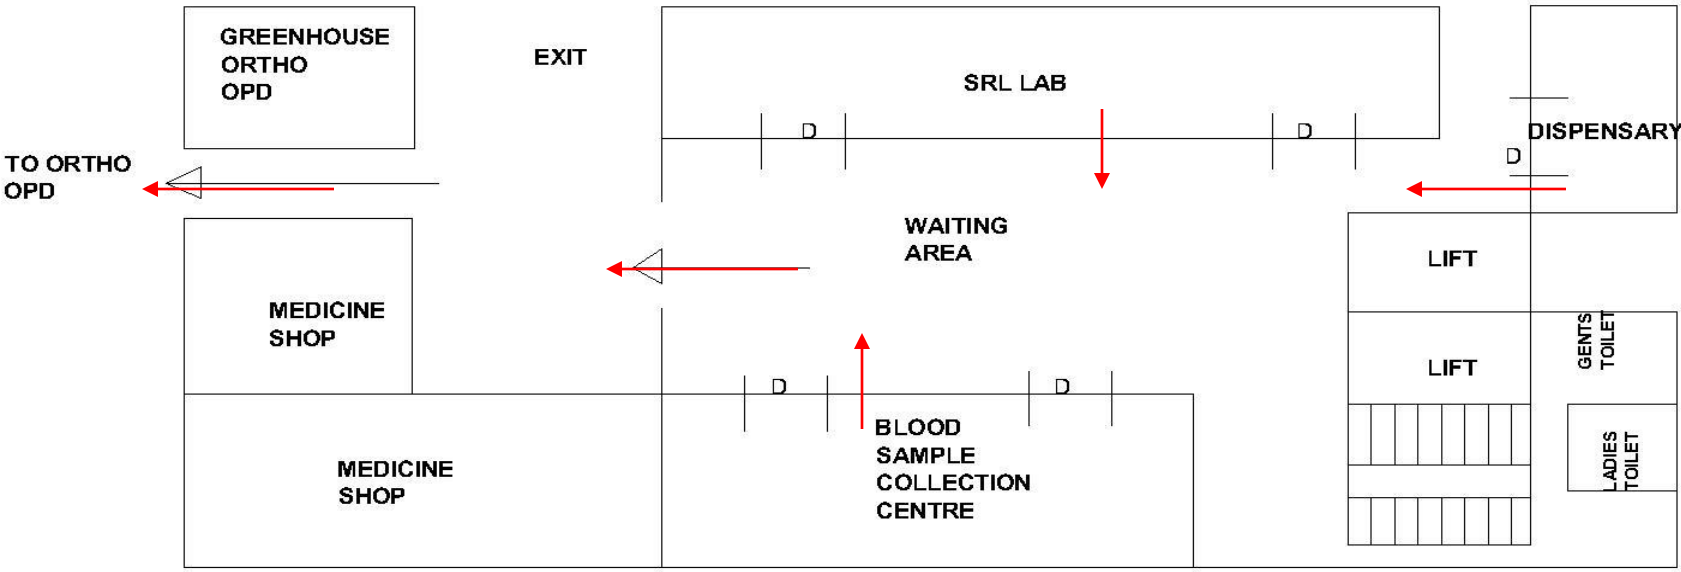 GREENHOUSE
ORTHO
OPD
EXIT
SRL LAB
D
D
DISPENSARY
D
TO ORTHO
OPD
WAITING
AREA
LIFT
MEDICINE
SHOP
GENTS
TOILET
LIFT
D
D
BLOOD
SAMPLE
COLLECTION
CENTRE
MEDICINE
SHOP
LADIES
TOILET